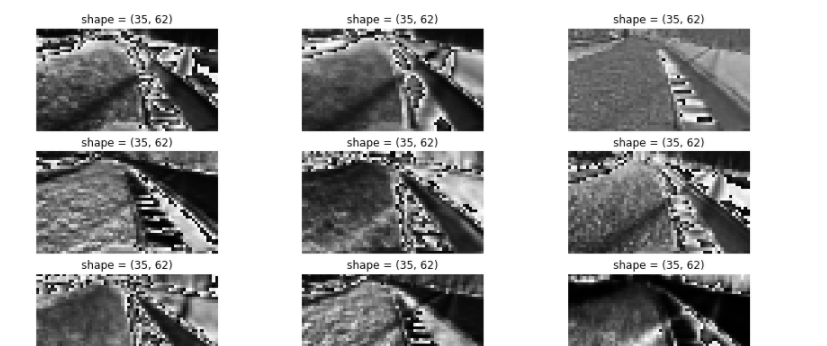 shape = (35, 62) shape = (35, 62) shape = (35, 62)
shape = (35, 62) shape = (35, 62) shape = (35, 62)
shape = (35, 62) shape = (35, 62) shape = (35, 62)